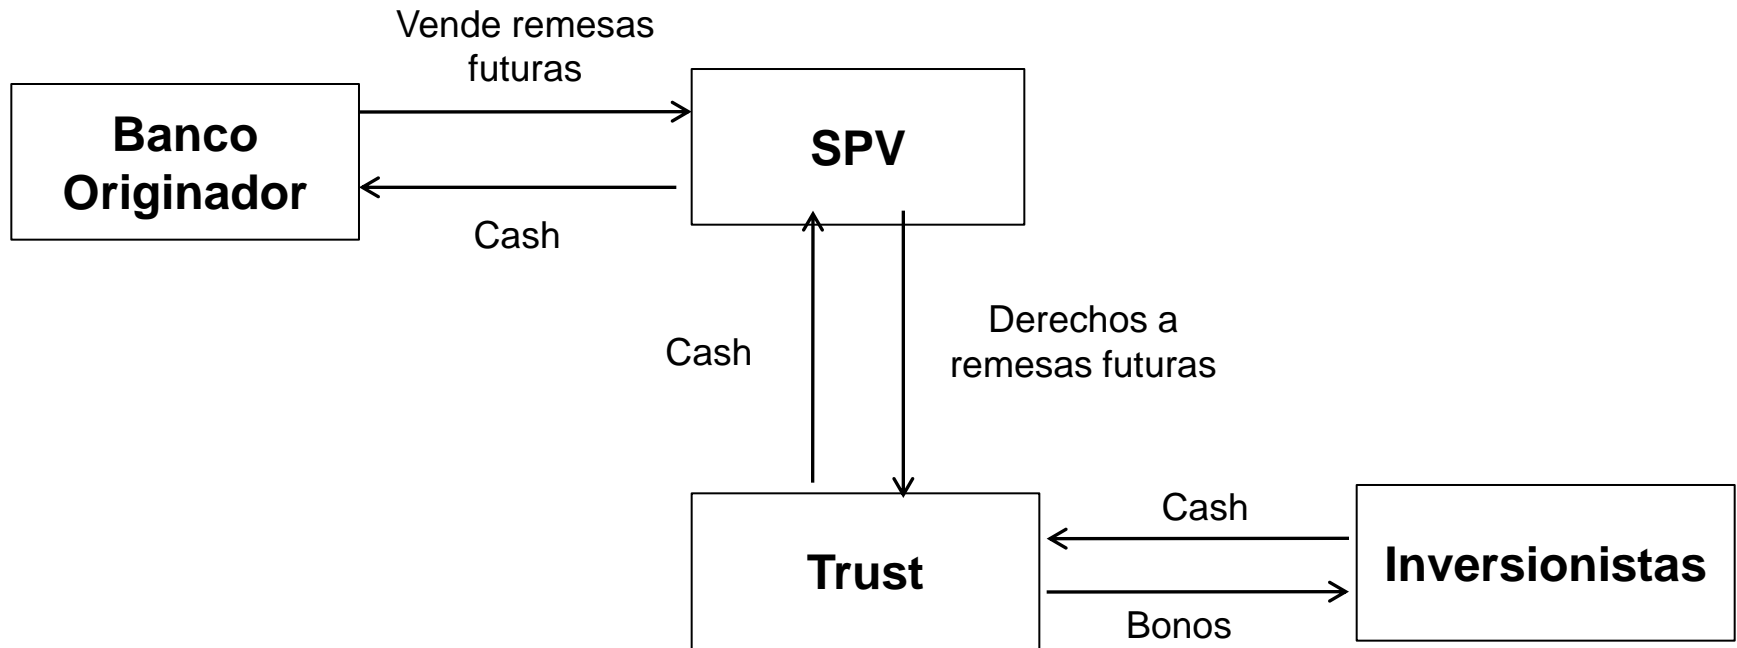 Vende remesas
futuras
Banco
Originador
SPV
Cash
Cash
Derechos a
remesas futuras
Trust
Cash
Bonos
Inversionistas